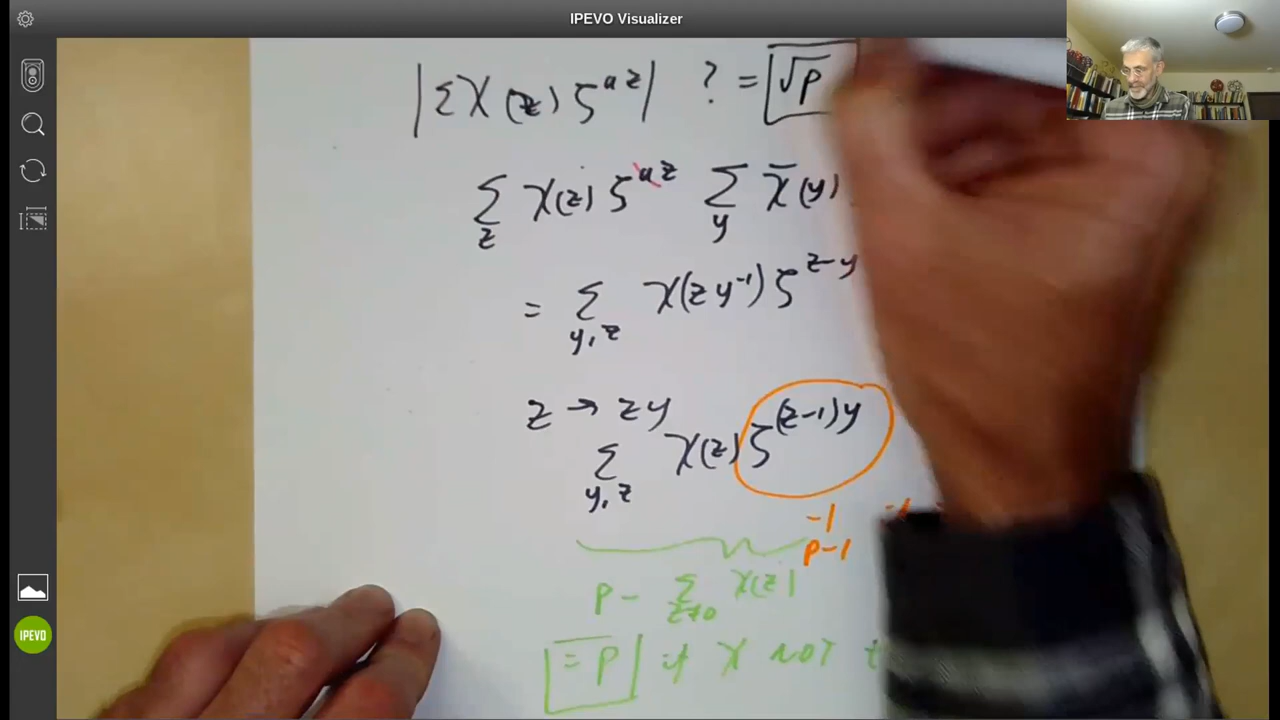 IPEVO Visualizer
|Σχ(z) ζ^{az}| ? = √p
Σ_z χ(z) ζ^{az} Σ_y χ̄(y)
= Σ_{y,z} χ(zy⁻¹) ζ^{z-y}
z → zy
Σ_{y,z} χ(z) ζ^{(z-1)y}
-1
p-1
p - Σ_{z≠0} χ(z)
= p if χ NOT
IPEVO